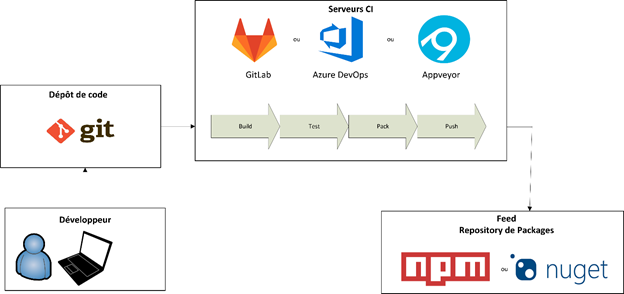 Serveurs CI
ou
ou
GitLab
Azure DevOps
Appveyor
Dépôt de code
git
Build
Test
Pack
Push
Développeur
Feed
Repository de Packages
npm
ou
nuget